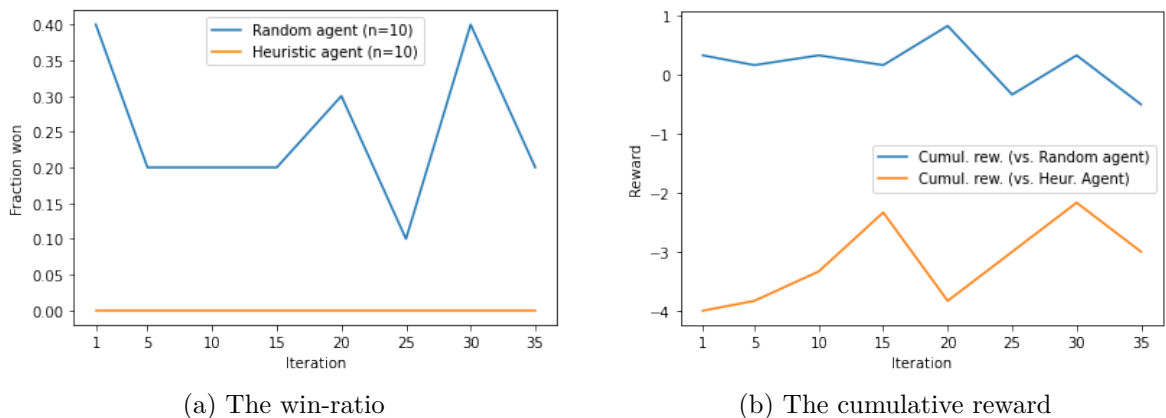 0.40
0.35
0.30
0.25
0.20
0.15
0.10
0.05
0.00
Fraction won
Random agent (n=10)
Heuristic agent (n=10)
1 5 10 15 20 25 30 35
Iteration
(a) The win-ratio
1
0
−1
−2
−3
−4
Reward
Cumul. rew. (vs. Random agent)
Cumul. rew. (vs. Heur. Agent)
1 5 10 15 20 25 30 35
Iteration
(b) The cumulative reward